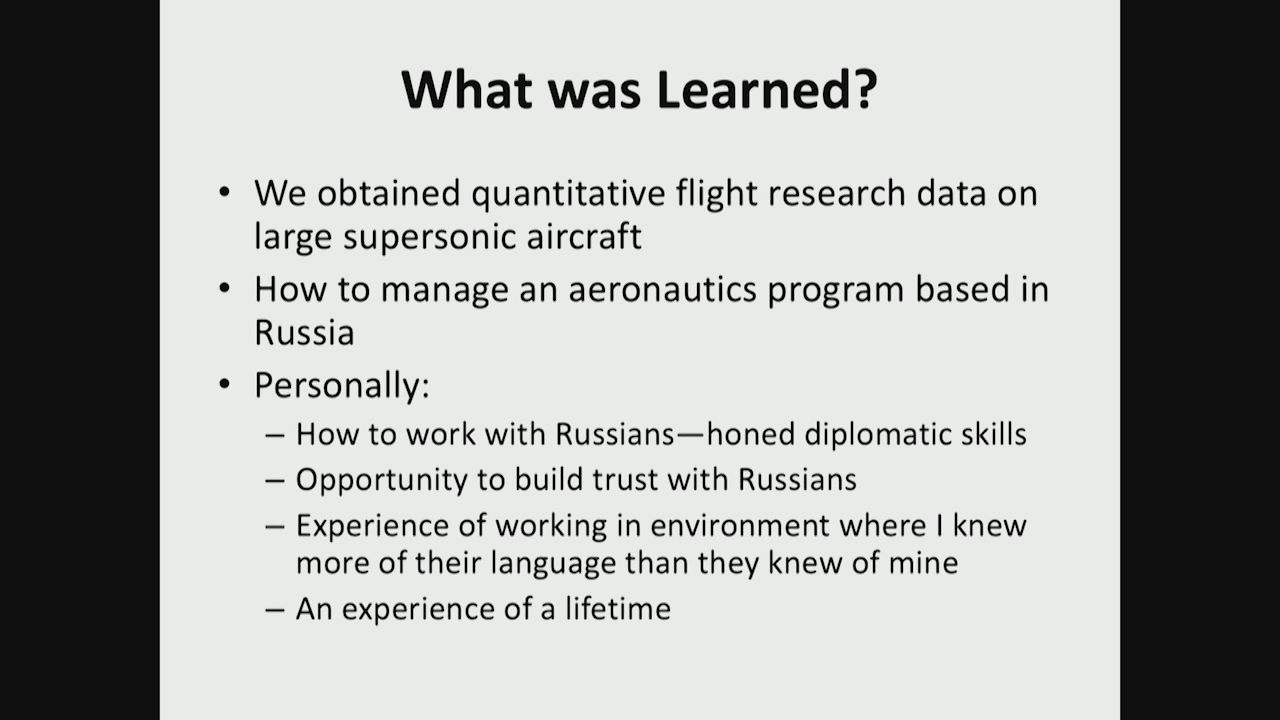 What was Learned?
• We obtained quantitative flight research data on
large supersonic aircraft
• How to manage an aeronautics program based in
Russia
• Personally:
– How to work with Russians—honed diplomatic skills
– Opportunity to build trust with Russians
– Experience of working in environment where I knew
more of their language than they knew of mine
– An experience of a lifetime